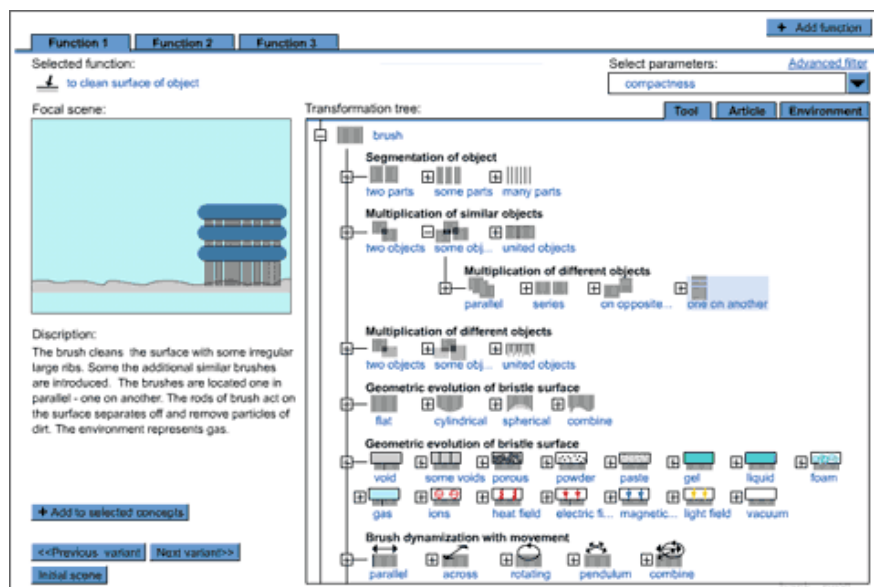 + Add function
Function 1 Function 2 Function 3
Selected function:
to clean surface of object
Select parameters: Advanced filter
compactness
Focal scene:
Transformation tree:
Tool Article Environment
brush
Segmentation of object
two parts some parts many parts
Multiplication of similar objects
two objects some obj... united objects
Multiplication of different objects
parallel series on opposite... one on another
Multiplication of different objects
two objects some obj... united objects
Geometric evolution of bristle surface
flat cylindrical spherical combine
Geometric evolution of bristle surface
void some voids porous powder paste gel liquid foam
gas ions heat field electric fi... magnetic... light field vacuum
Brush dynamization with movement
parallel across rotating pendulum combine
Discription:
The brush cleans the surface with some irregular
large ribs. Some the additional similar brushes
are introduced. The brushes are located one in
parallel - one on another. The rods of brush act on
the surface separates off and remove particles of
dirt. The environment represents gas.
+ Add to selected concepts
<<Previous variant Next variant>>
Initial scene